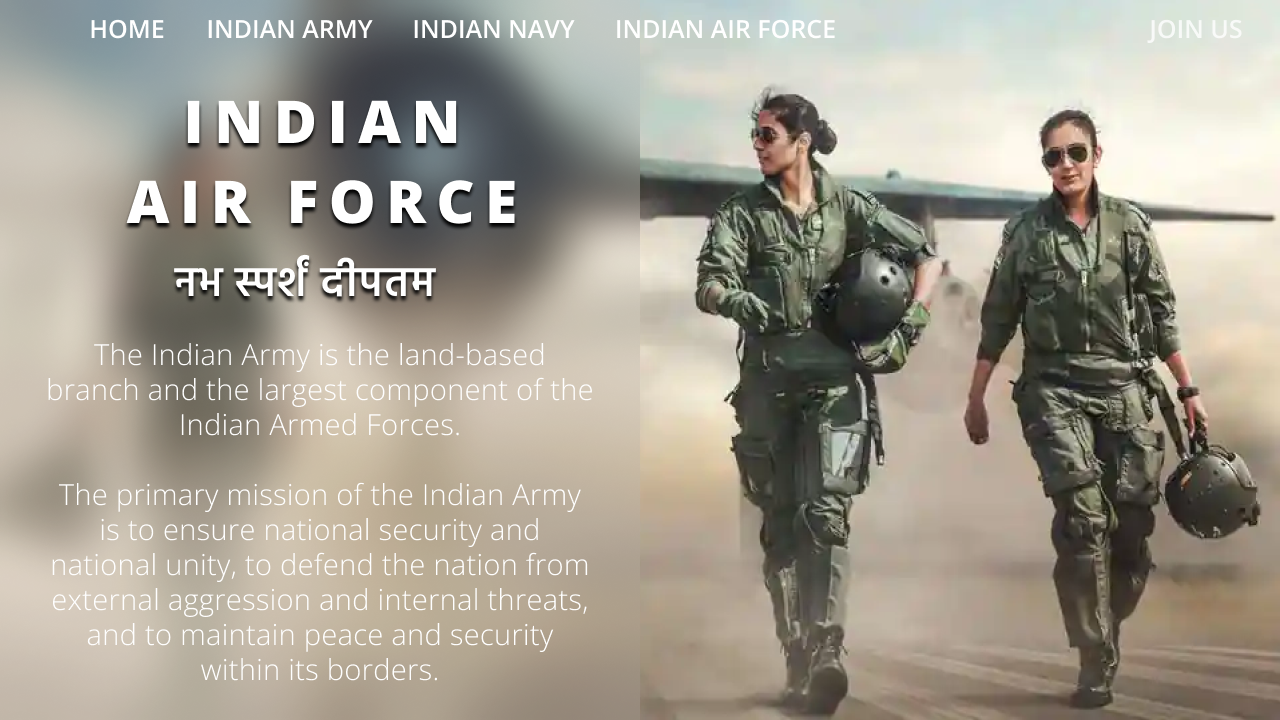 HOME INDIAN ARMY INDIAN NAVY INDIAN AIR FORCE JOIN US
INDIAN
AIR FORCE
नभ स्पर्शं दीपतम
The Indian Army is the land-based
branch and the largest component of the
Indian Armed Forces.
The primary mission of the Indian Army
is to ensure national security and
national unity, to defend the nation from
external aggression and internal threats,
and to maintain peace and security
within its borders.